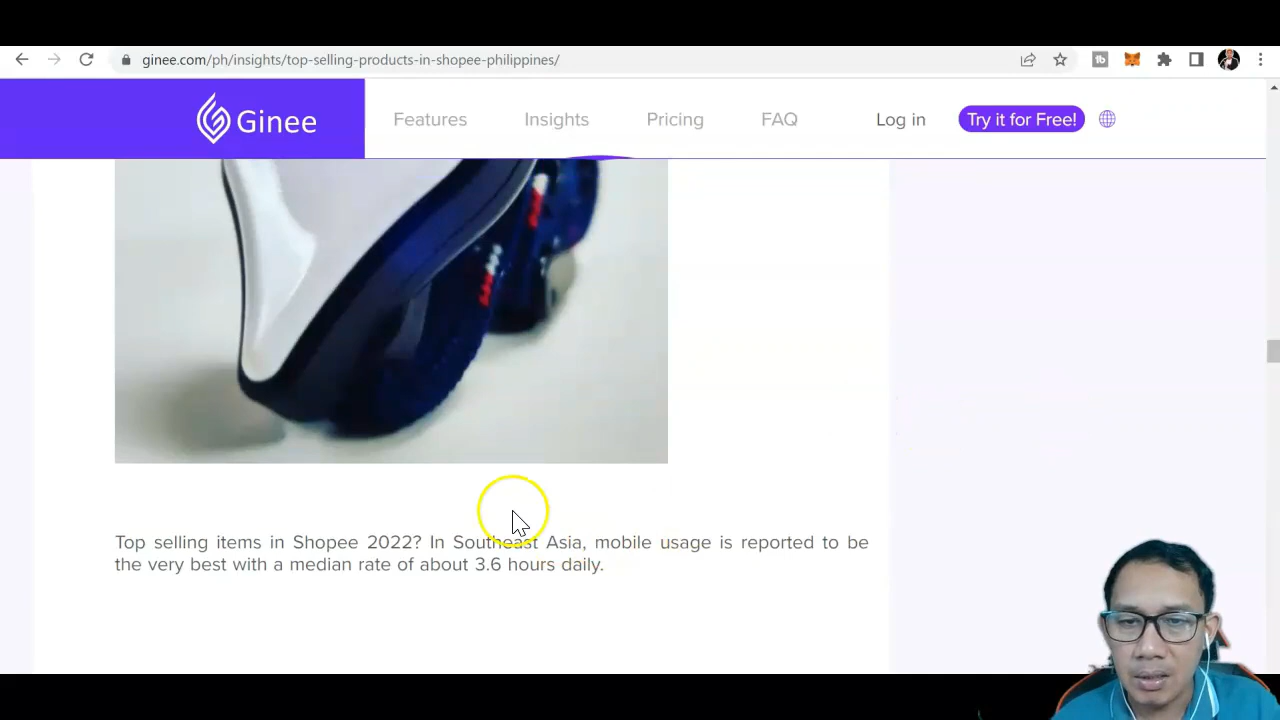 ginee.com/ph/insights/top-selling-products-in-shopee-philippines/
Ginee
Features
Insights
Pricing
FAQ
Log in
Try it for Free!
Top selling items in Shopee 2022? In Southeast Asia, mobile usage is reported to be
the very best with a median rate of about 3.6 hours daily.